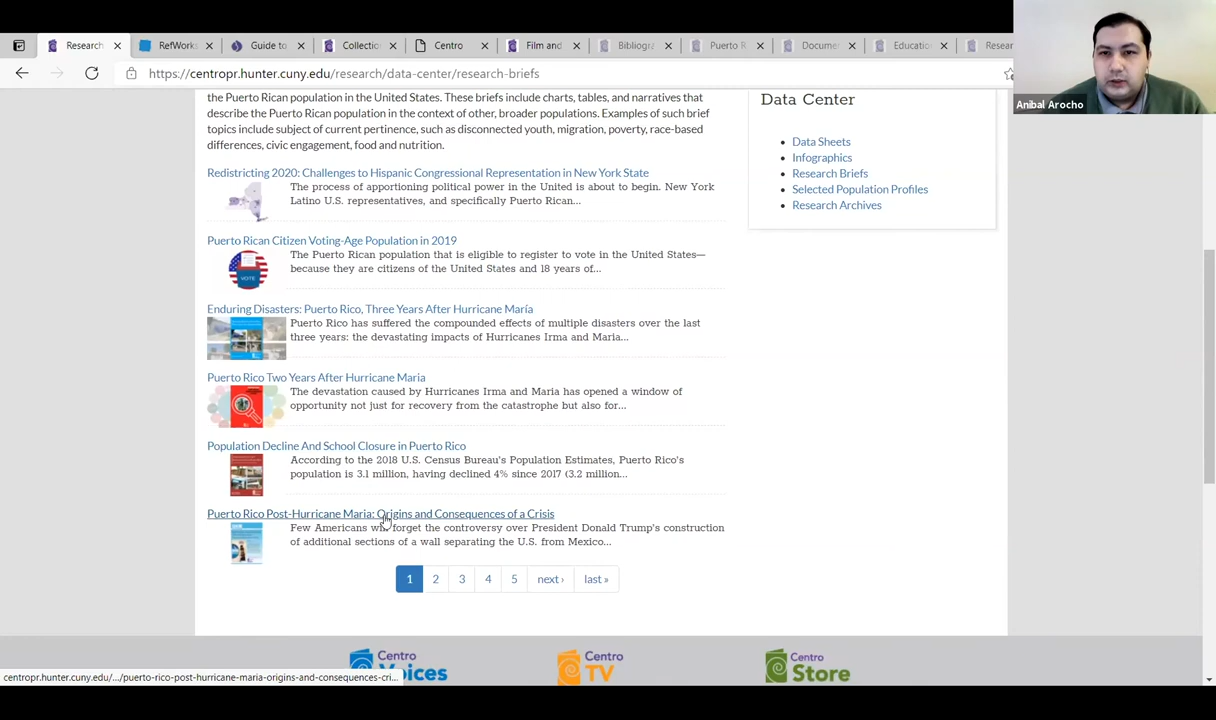 Research
RefWorks
Guide to
Collection
Centro
Film and
Bibliogra
Puerto R
Docume
Education
Resear
https://centropr.hunter.cuny.edu/research/data-center/research-briefs
Anibal Arocho
the Puerto Rican population in the United States. These briefs include charts, tables, and narratives that
describe the Puerto Rican population in the context of other, broader populations. Examples of such brief
topics include subject of current pertinence, such as disconnected youth, migration, poverty, race-based
differences, civic engagement, food and nutrition.
Redistricting 2020: Challenges to Hispanic Congressional Representation in New York State
The process of apportioning political power in the United is about to begin. New York
Latino U.S. representatives, and specifically Puerto Rican...
Puerto Rican Citizen Voting-Age Population in 2019
The Puerto Rican population that is eligible to register to vote in the United States—
because they are citizens of the United States and 18 years of...
VOTE
Enduring Disasters: Puerto Rico, Three Years After Hurricane María
Puerto Rico has suffered the compounded effects of multiple disasters over the last
three years: the devastating impacts of Hurricanes Irma and Maria...
Puerto Rico Two Years After Hurricane Maria
The devastation caused by Hurricanes Irma and Maria has opened a window of
opportunity not just for recovery from the catastrophe but also for...
Population Decline And School Closure in Puerto Rico
According to the 2018 U.S. Census Bureau's Population Estimates, Puerto Rico's
population is 3.1 million, having declined 4% since 2017 (3.2 million...
Puerto Rico Post-Hurricane Maria: Origins and Consequences of a Crisis
Few Americans forget the controversy over President Donald Trump's construction
of additional sections of a wall separating the U.S. from Mexico...
1 2 3 4 5 next › last »
Data Center
Data Sheets
Infographics
Research Briefs
Selected Population Profiles
Research Archives
Centro
Voices
Centro
TV
Centro
Store
centropr.hunter.cuny.edu/.../puerto-rico-post-hurricane-maria-origins-and-consequences-cri...